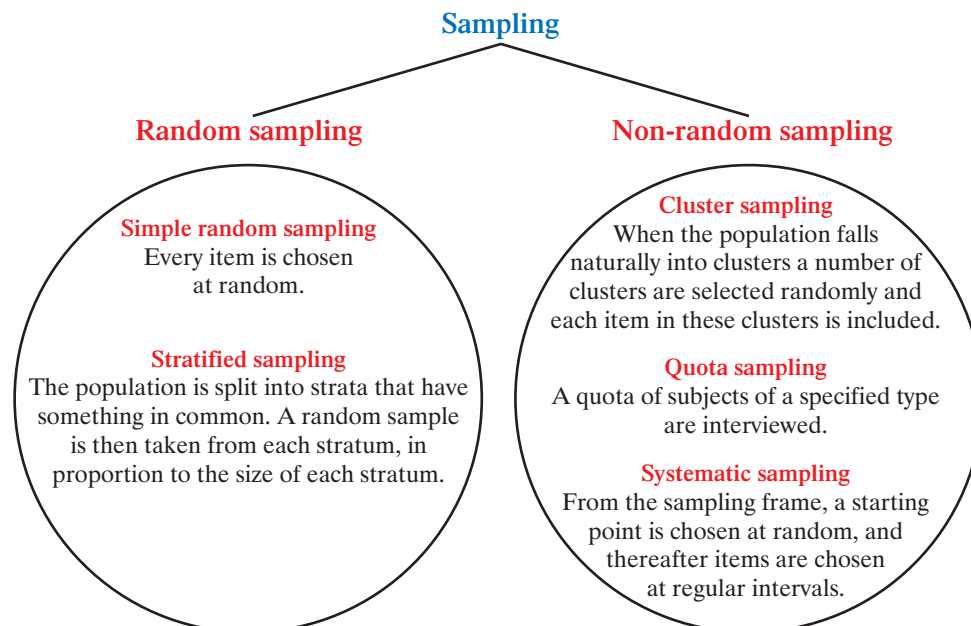 Sampling
Random sampling
Simple random sampling
Every item is chosen
at random.
Stratified sampling
The population is split into strata that have
something in common. A random sample
is then taken from each stratum, in
proportion to the size of each stratum.
Non-random sampling
Cluster sampling
When the population falls
naturally into clusters a number of
clusters are selected randomly and
each item in these clusters is included.
Quota sampling
A quota of subjects of a specified type
are interviewed.
Systematic sampling
From the sampling frame, a starting
point is chosen at random, and
thereafter items are chosen
at regular intervals.